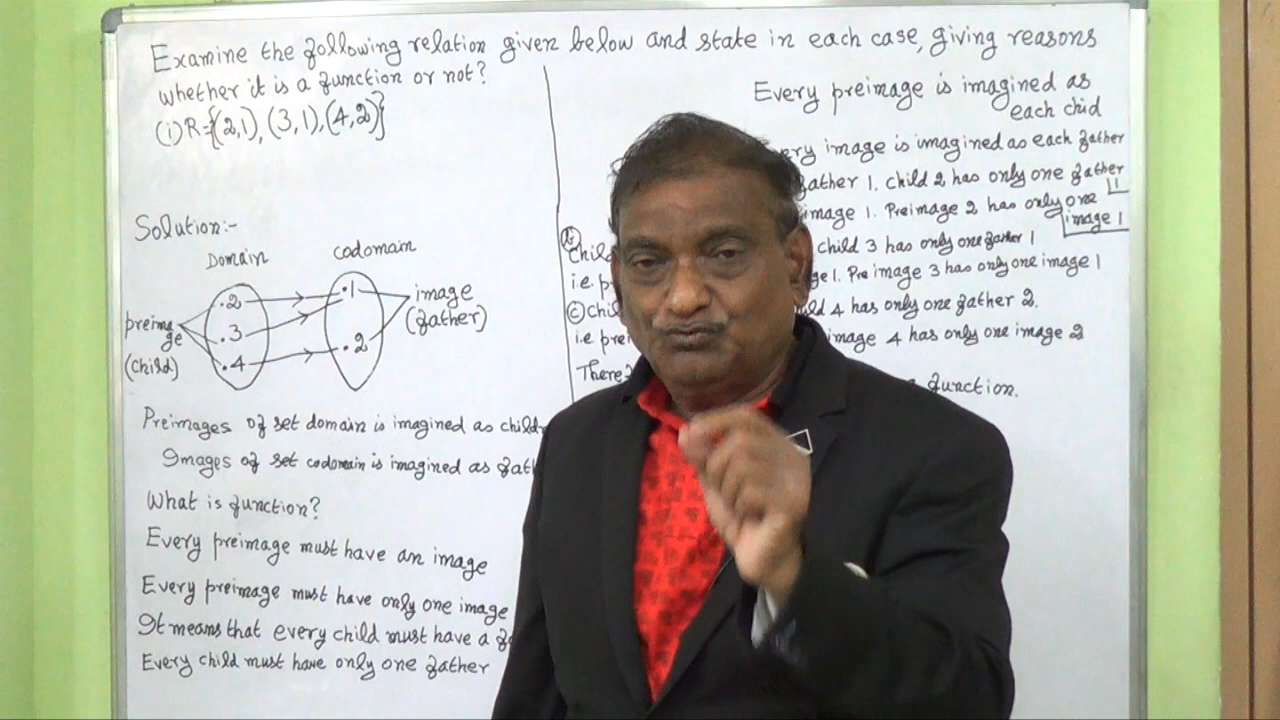 Examine the following relation given below and state in each case, giving reasons
whether it is a function or not?
(i) R={(2,1), (3,1), (4,2)}
Solution:-
Domain
codomain
.2
.3
.4
.1
.2
preima
ge
(child)
image
(father)
Preimages of set domain is imagined as child
Images of set codomain is imagined as fat
What is function?
Every preimage must have an image
Every preimage must have only one image
It means that every child must have a
Every child must have only one father
Every preimage is imagined as
each chid
image is imagined as each father
father 1. Child 2 has only one father
1
image 1. Preimage 2 has only one
image 1
child 3 has only one father 1
i.e 1. Preimage 3 has only one image 1
(c) 4 has only one father 2.
i.e image 4 has only one image 2
function.